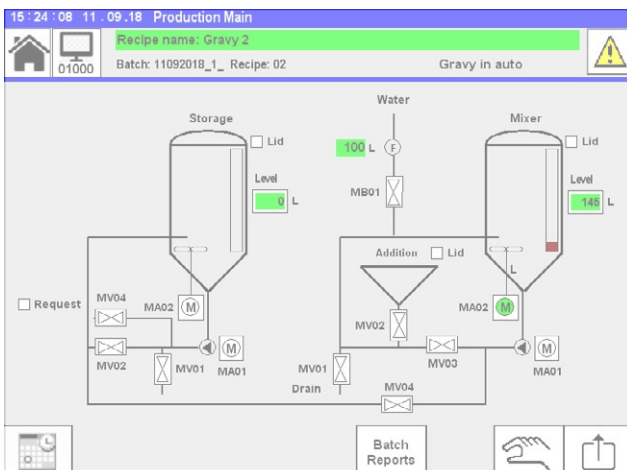 15:24:08 11.09.18 Production Main
01000
Recipe name: Gravy 2
Batch: 11092018_1_ Recipe: 02 Gravy in auto
Water
Storage
Mixer
Lid
Lid
100 L F
Level
Level
0 L
MB01
145 L
Addition Lid
L
Request
MV04
MA02 M
MA02 M
MV02
M
M
MV02
MV01
MA01
MV01
MV03
MA01
Drain
MV04
Batch
Reports